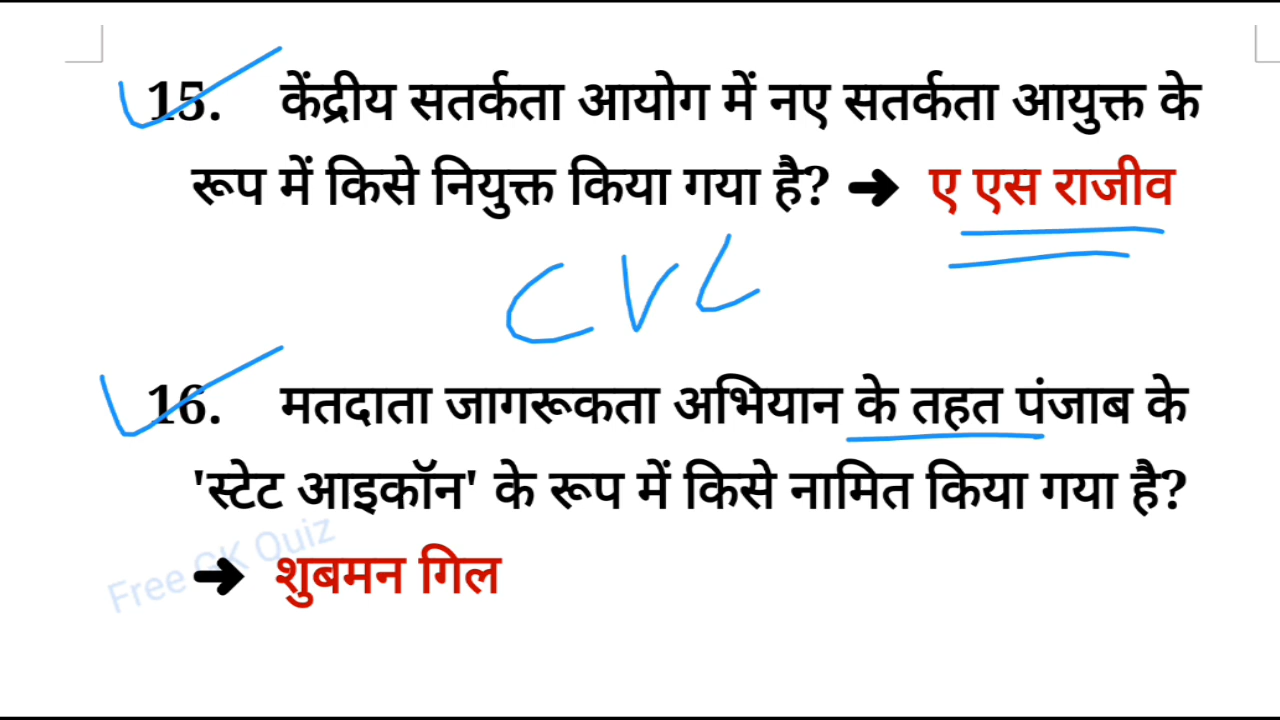 15. केंद्रीय सतर्कता आयोग में नए सतर्कता आयुक्त के
रूप में किसे नियुक्त किया गया है? ➜ ए एस राजीव
CVC
16. मतदाता जागरूकता अभियान के तहत पंजाब के
'स्टेट आइकॉन' के रूप में किसे नामित किया गया है?
➜ शुबमन गिल
Free GK Quiz